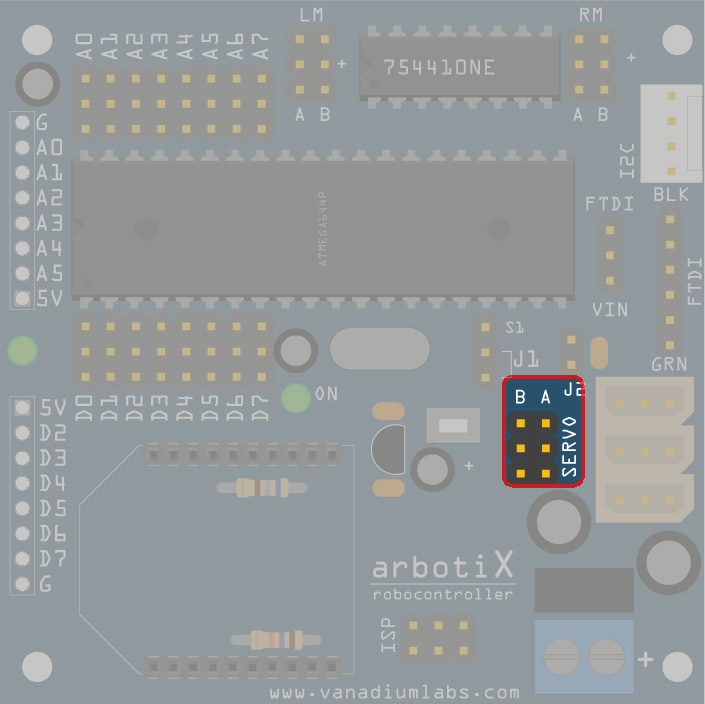 LM
RM
A0 A1 A2 A3 A4 A5 A6 A7
+
754410NE
+
A B
A B
G
A0
A1
A2
A3
A4
A5
5V
I2C
ATMEGA644P
BLK
FTDI
FTDI
VIN
GRN
S1
J1
J2
ON
D0 D1 D2 D3 D4 D5 D6 D7
B A
SERVO
5V
D2
D3
D4
D5
D6
D7
G
+
arbotiX
robocontroller
ISP
+
www.vanadiumlabs.com